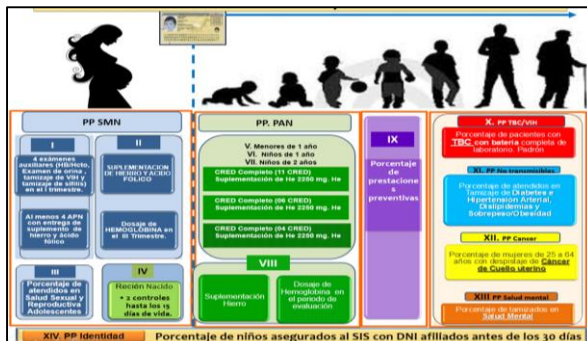 PP SMN
I
4 exámenes
auxiliares (HB/Hcto,
Examen de orina ,
tamizaje de VIH y
tamizaje de sífilis)
en el I trimestre.
Al menos 4 APN
con entrega de
suplemento de
hierro y ácido
fólico
III
Porcentaje de
atendidos en
Salud Sexual y
Reproductiva
Adolescentes
II
SUPLEMENTACION
DE HIERRO Y ACIDO
FOLICO
Dosaje de
HEMOGLOBINA en
el III Trimestre.
IV
Recién Nacido
+ 2 controles
hasta los 15
días de vida.
PP. PAN
V. Menores de 1 año
VI. Niños de 1 año
VII. Niños de 2 años
CRED Completo (11 CRED)
Suplementación de He 2250 mg. He
CRED Completo (06 CRED)
Suplementación de He 2250 mg. He
CRED Completo (04 CRED)
Suplementación de He 2250 mg. He
VIII
Suplementación
Hierro
Dosaje de
Hemoglobina en
el periodo de
evaluación
IX
Porcentaje
de
prestacione
s
preventivas
X. PP TBC/VIH
Porcentaje de pacientes con
TBC con batería completa
de laboratorio. Padrón
XI. PP No transmisibles
Porcentaje de atendidos en
Tamizaje de Diabetes e
Hipertensión Arterial,
Dislipidemias y
Sobrepeso/Obesidad
XII. PP Cancer
Porcentaje de mujeres de 25 a 64
años con despistaje de Cáncer
de Cuello uterino
XIII PP Salud mental
Porcentaje de tamizados en
Salud Mental
XIV. PP Identidad Porcentaje de niños asegurados al SIS con DNI afiliados antes de los 30 días